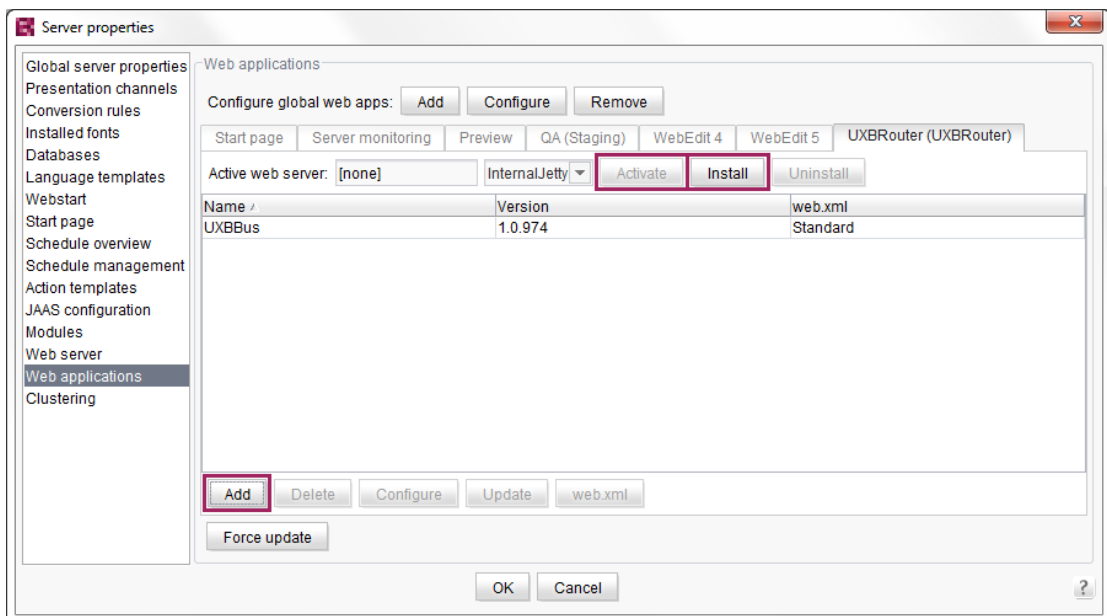 Server properties
Global server properties
Presentation channels
Conversion rules
Installed fonts
Databases
Language templates
Webstart
Start page
Schedule overview
Schedule management
Action templates
JAAS configuration
Modules
Web server
Web applications
Clustering
Web applications
Configure global web apps: Add Configure Remove
Start page Server monitoring Preview QA (Staging) WebEdit 4 WebEdit 5 UXBRouter (UXBRouter)
Active web server: [none] InternalJetty Activate Install Uninstall
Name Version web.xml
UXBBus 1.0.974 Standard
Add Delete Configure Update web.xml
Force update
OK Cancel ?